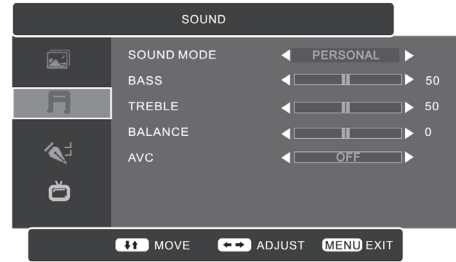 SOUND
SOUND MODE PERSONAL
BASS 50
TREBLE 50
BALANCE 0
AVC OFF
MOVE ADJUST MENU EXIT